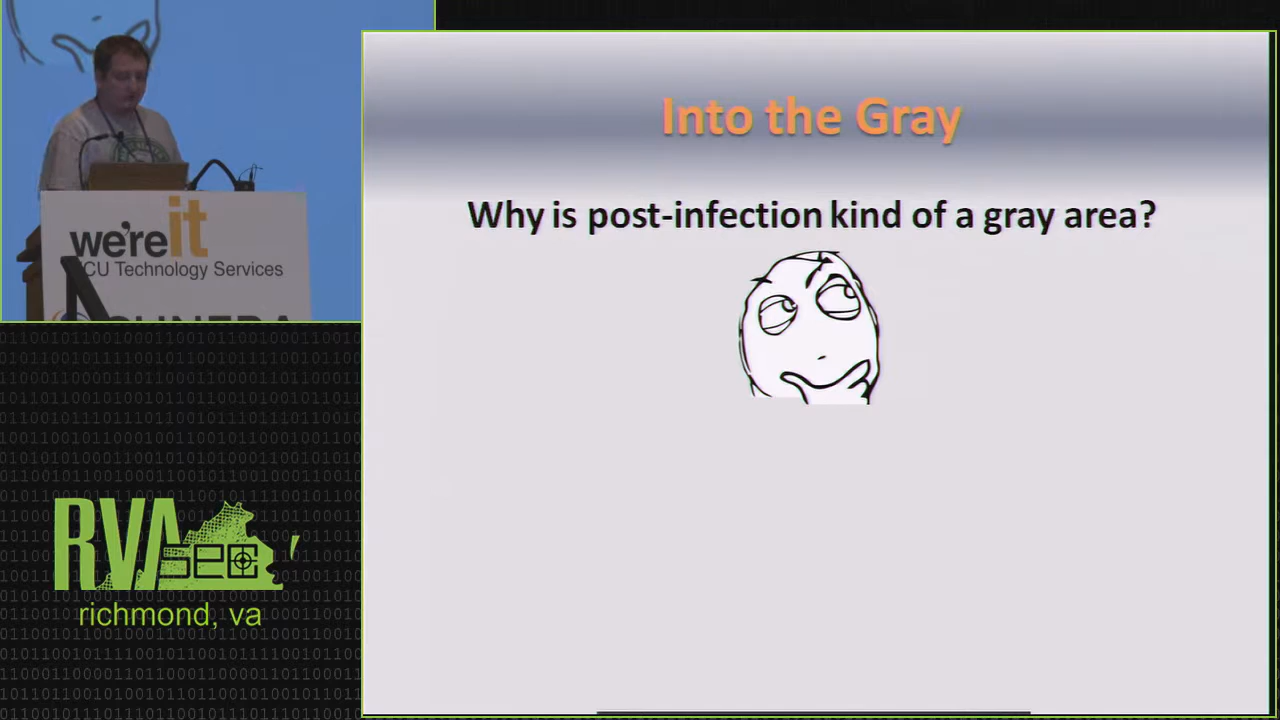 Into the Gray
Why is post-infection kind of a gray area?
we're it
CU Technology Services
RVA
SEC
richmond, va